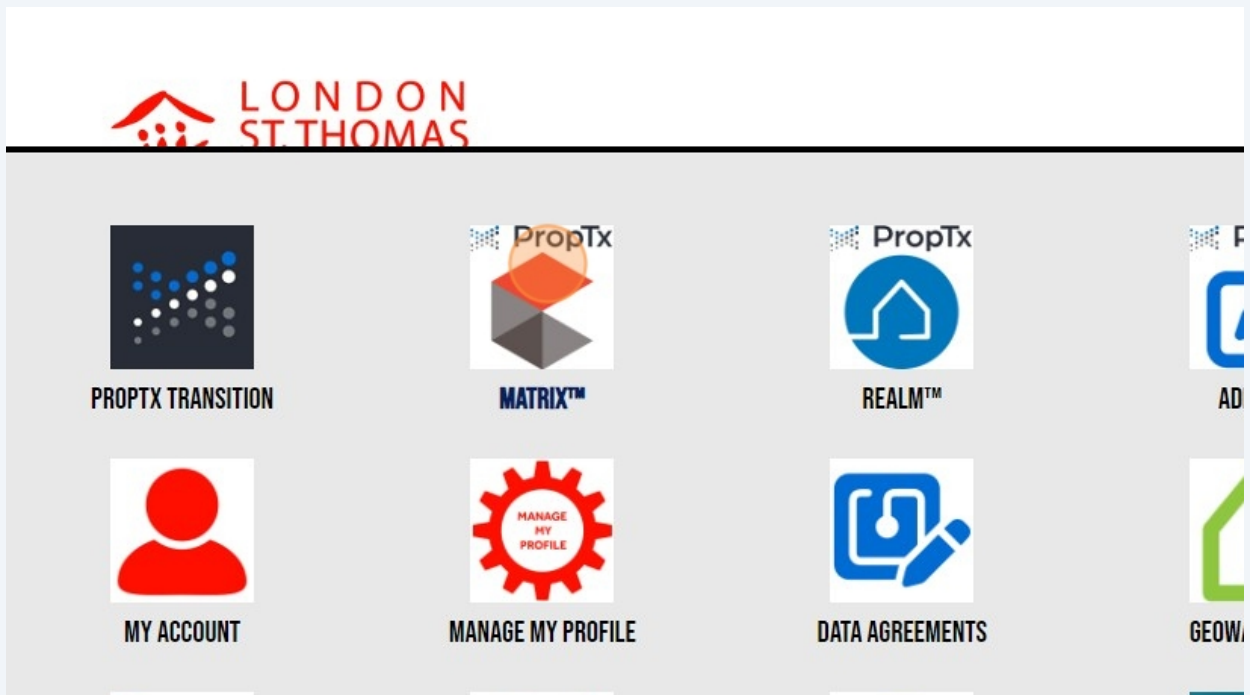 LONDON
ST. THOMAS
PropTx
PropTx
PROPTX TRANSITION
MATRIX™
REALM™
MANAGE
MY
PROFILE
MY ACCOUNT
MANAGE MY PROFILE
DATA AGREEMENTS